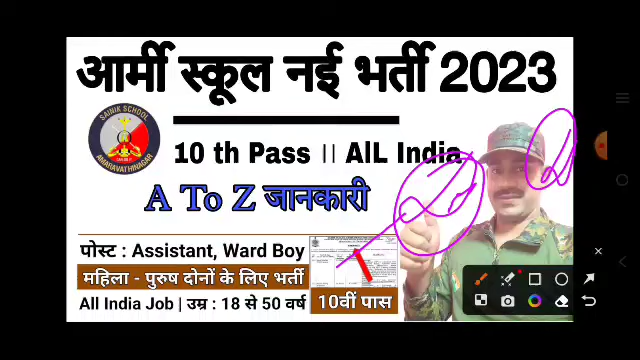 आर्मी स्कूल नई भर्ती 2023
SAINIK SCHOOL
AMARAVATHINAGAR
10 th Pass || AlL India
A To Z जानकारी
पोस्ट : Assistant, Ward Boy
महिला - पुरुष दोनों के लिए भर्ती
All India Job | उम्र : 18 से 50 वर्ष
10वीं पास